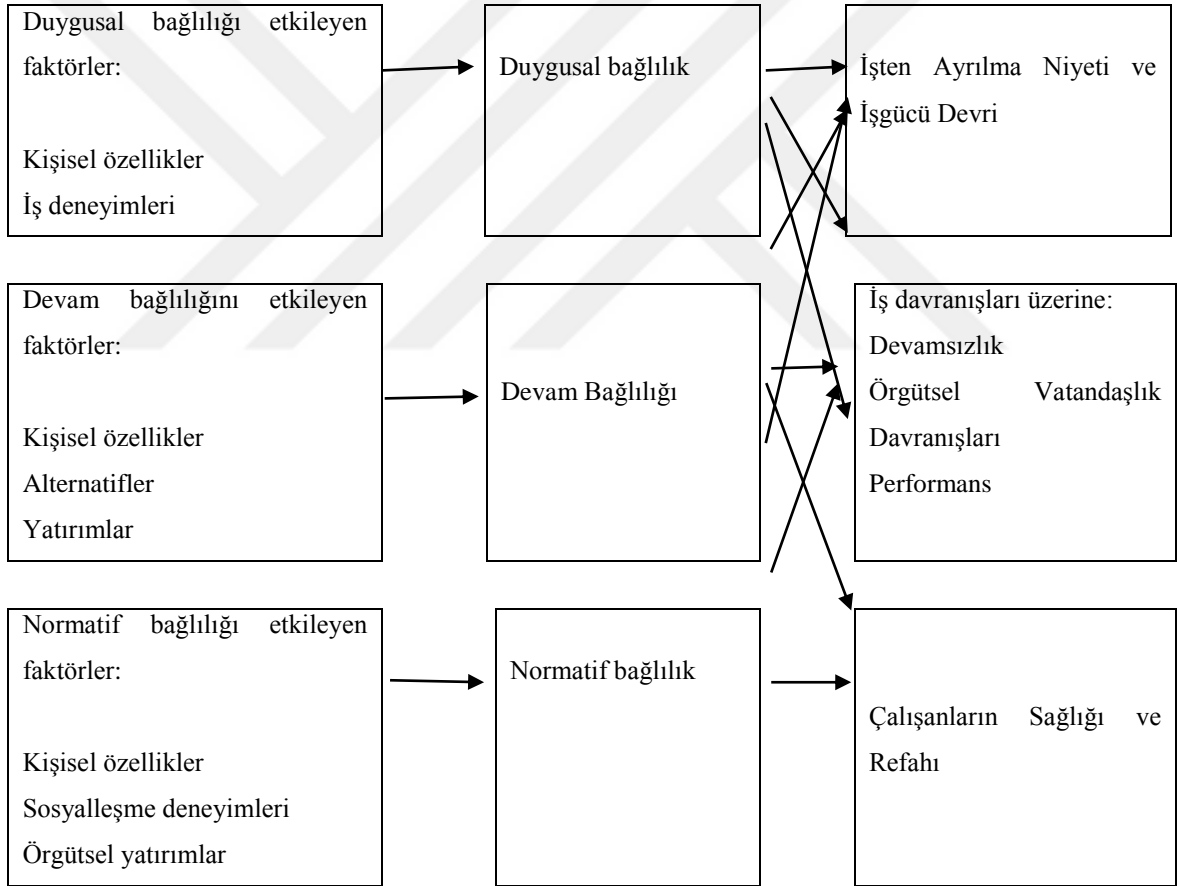 Duygusal bağlılığı etkileyen
faktörler:
Kişisel özellikler
İş deneyimleri
Duygusal bağlılık
İşten Ayrılma Niyeti ve
İşgücü Devri
Devam bağlılığını etkileyen
faktörler:
Kişisel özellikler
Alternatifler
Yatırımlar
Devam Bağlılığı
İş davranışları üzerine:
Devamsızlık
Örgütsel Vatandaşlık
Davranışları
Performans
Normatif bağlılığı etkileyen
faktörler:
Kişisel özellikler
Sosyalleşme deneyimleri
Örgütsel yatırımlar
Normatif bağlılık
Çalışanların Sağlığı ve
Refahı